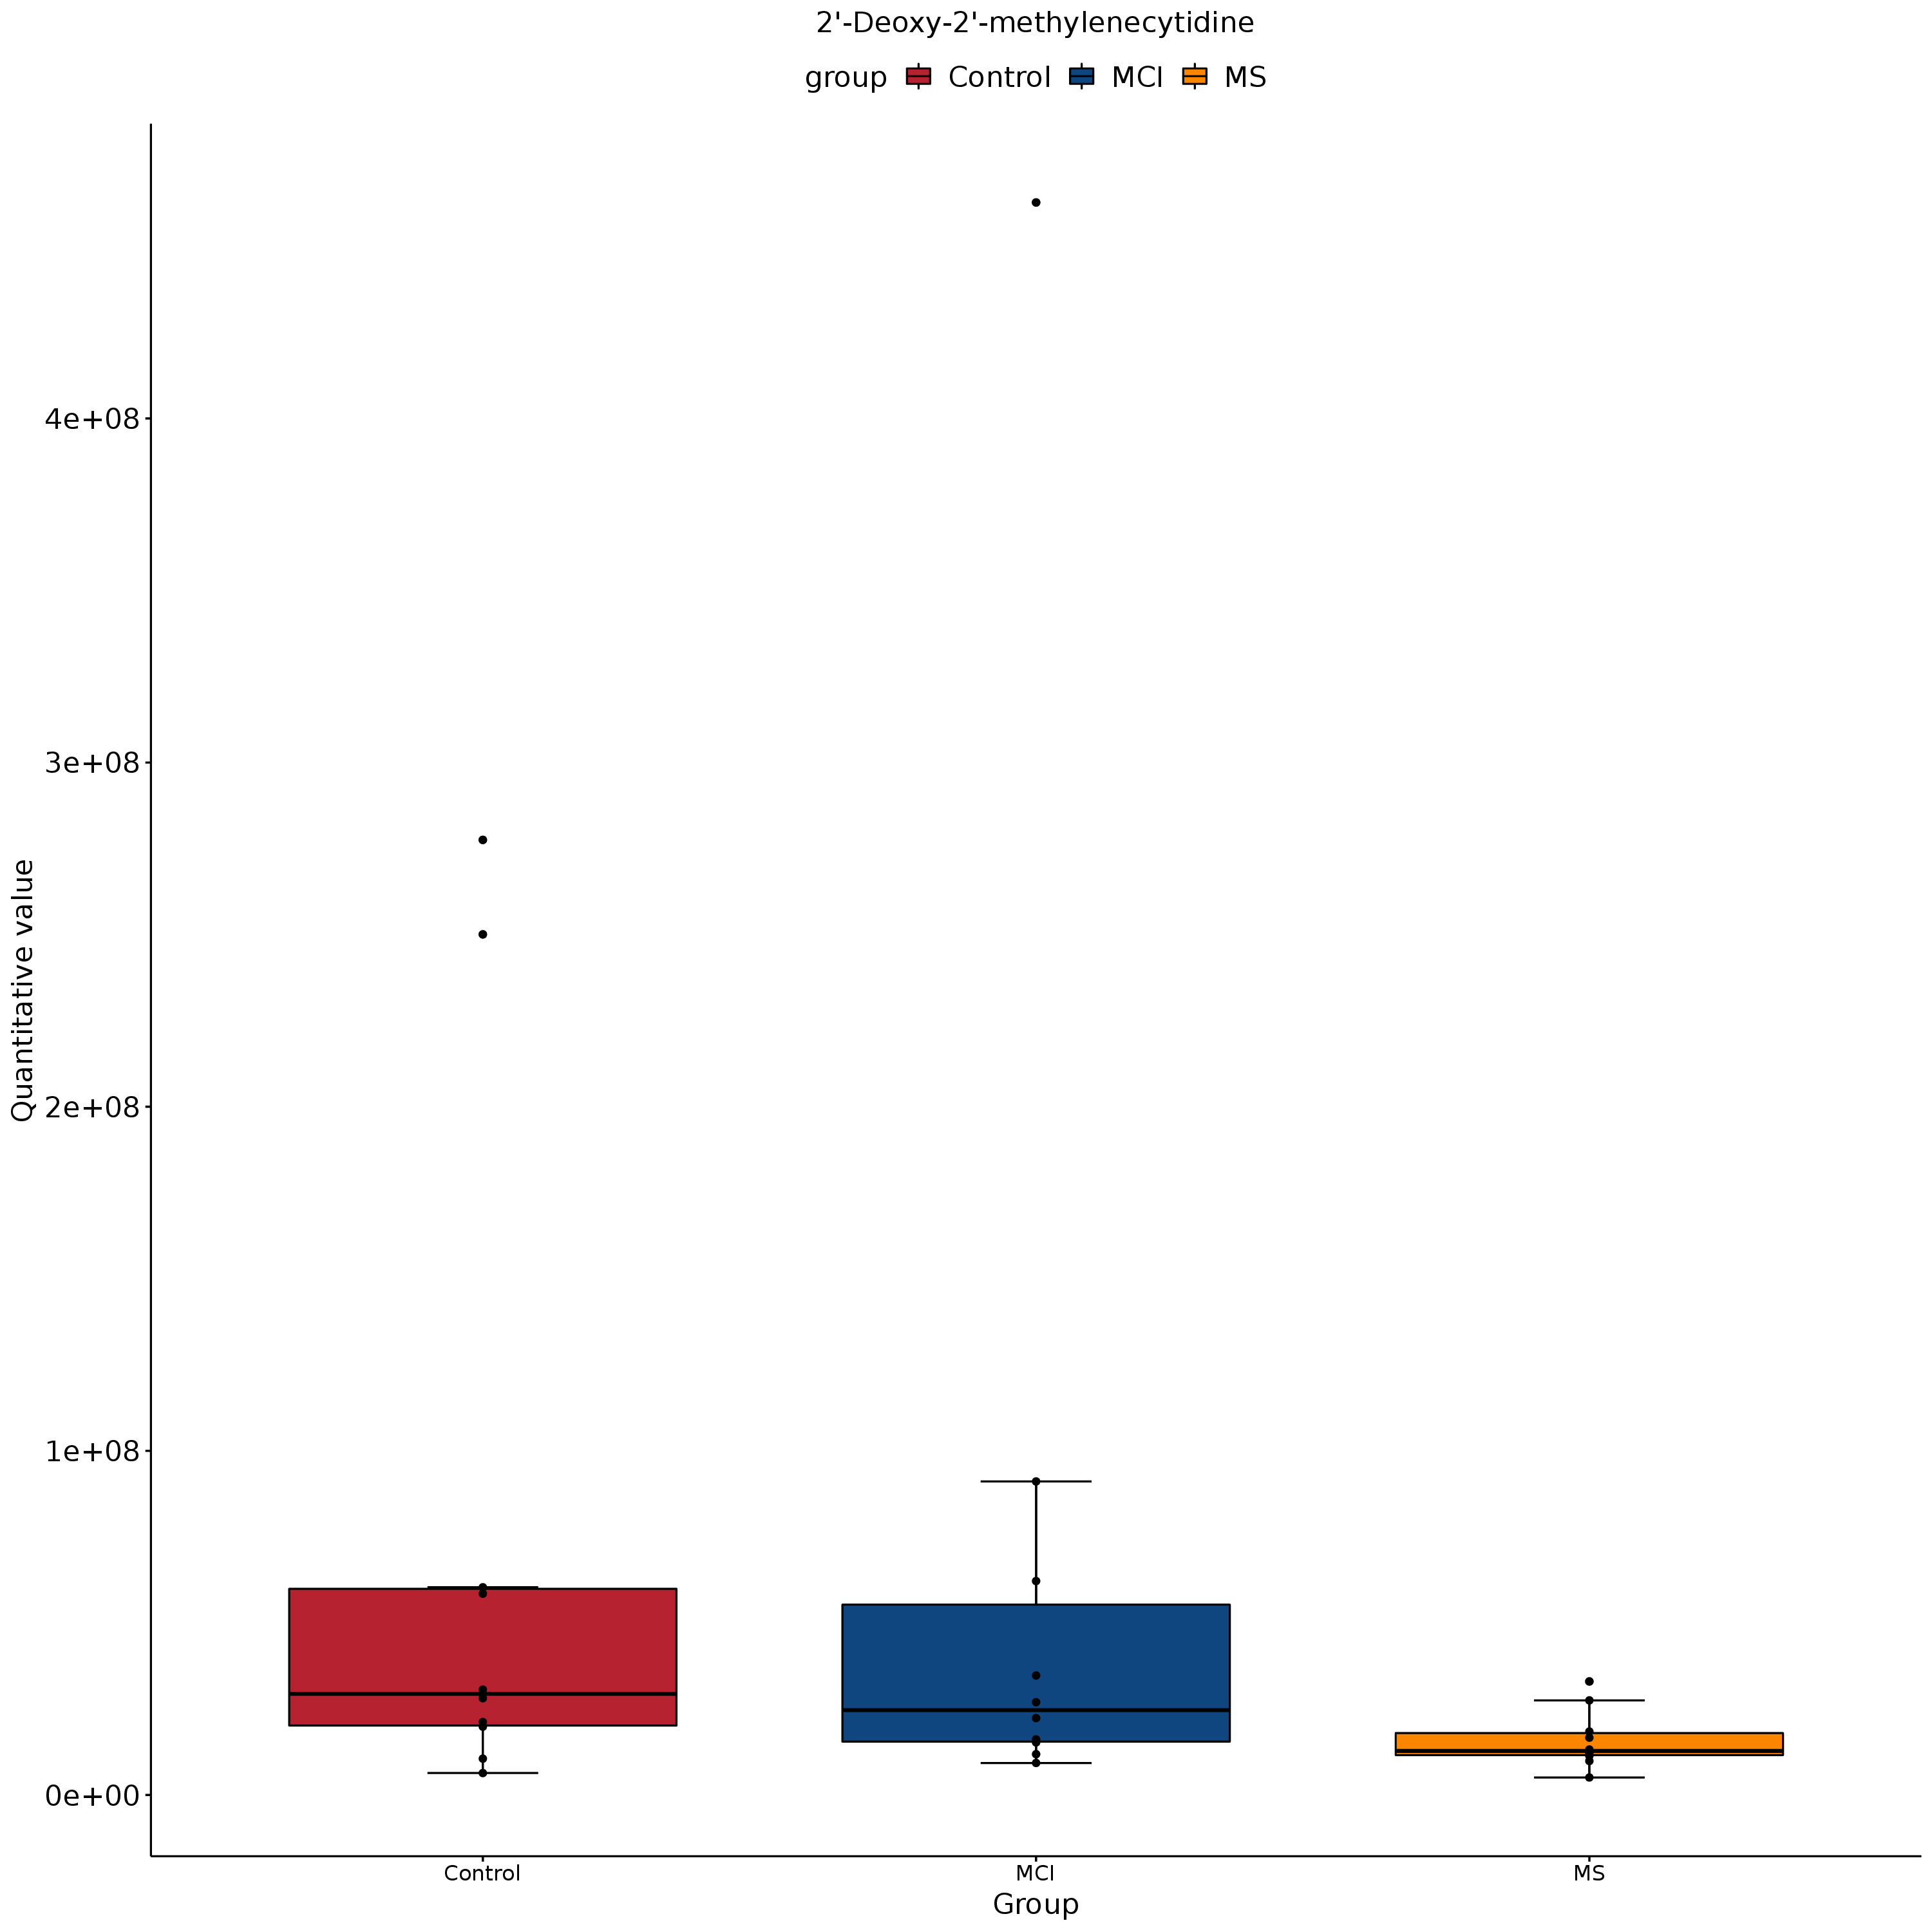 2'-Deoxy-2'-methylenecytidine
group Control MCI MS
Quantitative value
4e+08
3e+08
2e+08
1e+08
0e+00
Control MCI MS
Group